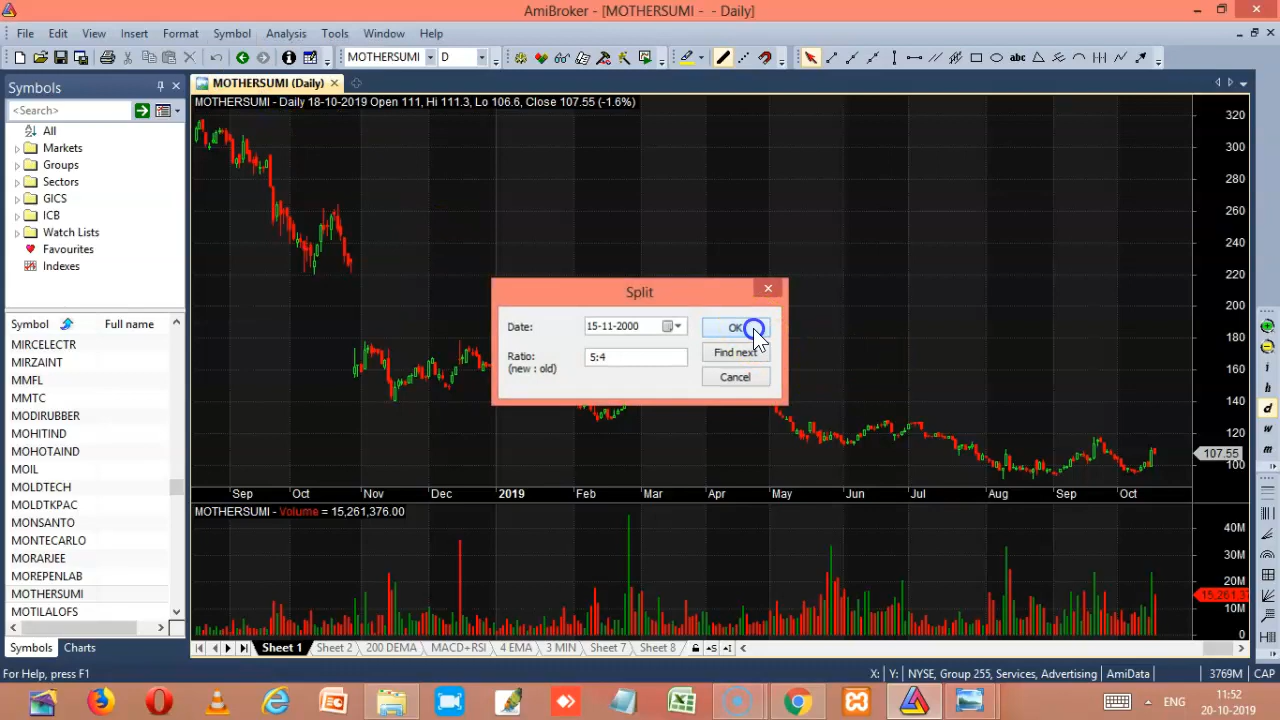 AmiBroker - [MOTHERSUMI - - Daily]
File Edit View Insert Format Symbol Analysis Tools Window Help
MOTHERSUMI D abc
Symbols
MOTHERSUMI (Daily)
<Search>
All
Markets
Groups
Sectors
GICS
ICB
Watch Lists
Favourites
Indexes
Symbol Full name
MIRCELECTR
MIRZAINT
MMFL
MMTC
MODIRUBBER
MOHITIND
MOHOTAIND
MOIL
MOLDTECH
MOLDTKPAC
MONSANTO
MONTECARLO
MORARJEE
MOREPENLAB
MOTHERSUMI
MOTILALOFS
Symbols Charts
MOTHERSUMI - Daily 18-10-2019 Open 111, Hi 111.3, Lo 106.6, Close 107.55 (-1.6%)
320
300
280
260
240
220
200
180
160
140
120
107.55
100
Split
Date: 15-11-2000 OK
Find next
Ratio: 5:4
(new : old)
Cancel
Sep Oct Nov Dec 2019 Feb Mar Apr May Jun Jul Aug Sep Oct
MOTHERSUMI - Volume = 15,261,376.00
40M
30M
20M
15,261,37
10M
0
i
h
d
w
m
Sheet 1 Sheet 2 200 DEMA MACD+RSI 4 EMA 3 MIN Sheet 7 Sheet 8
For Help, press F1 X: Y: NYSE, Group 255, Services, Advertising AmiData 3769M CAP
ENG
11:52
20-10-2019